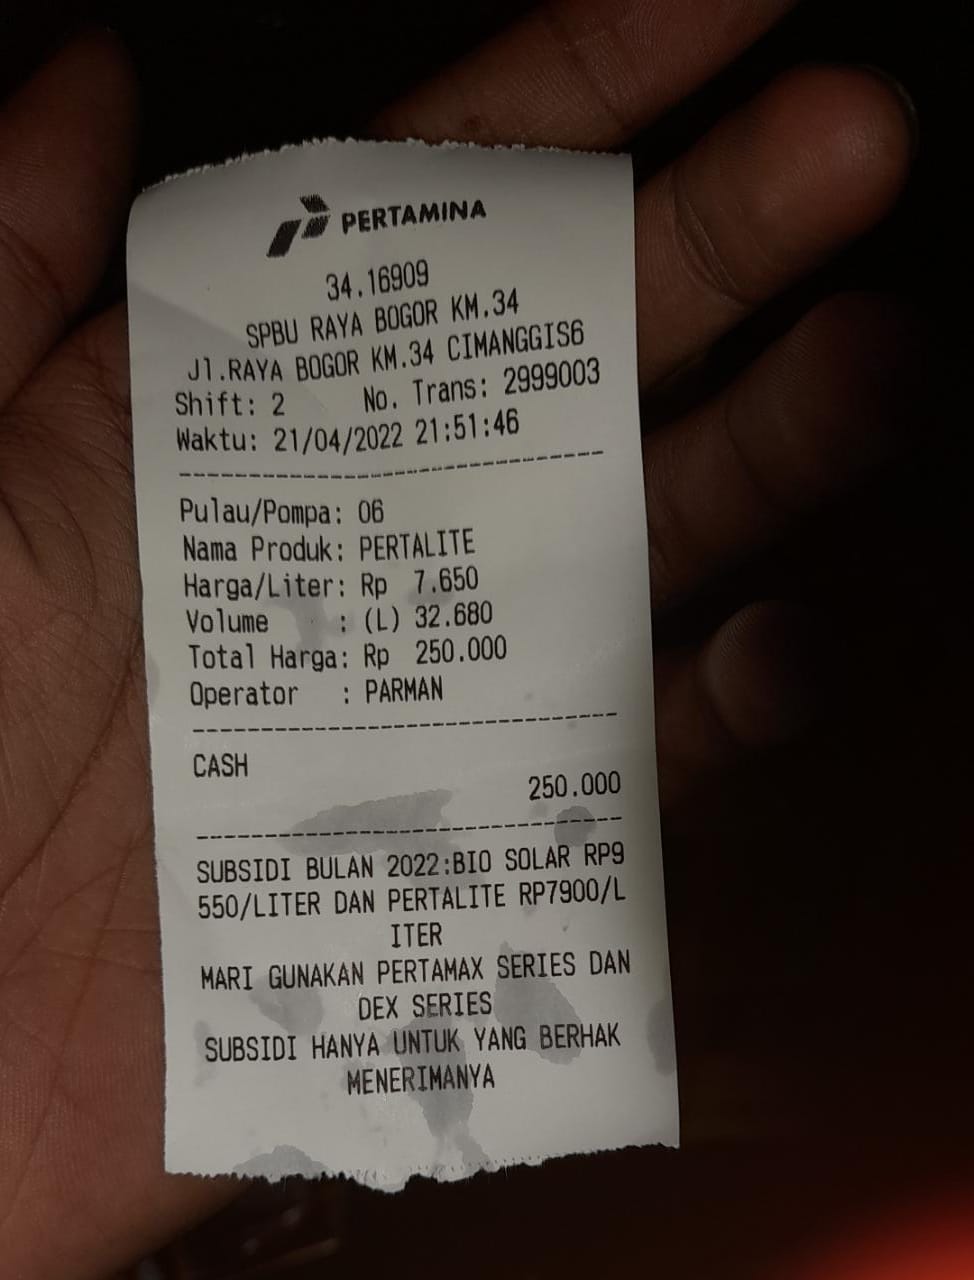 PERTAMINA
34.16909
SPBU RAYA BOGOR KM.34
Jl.RAYA BOGOR KM.34 CIMANGGIS6
Shift: 2 No. Trans: 2999003
Waktu: 21/04/2022 21:51:46
--------------------------------
Pulau/Pompa: 06
Nama Produk: PERTALITE
Harga/Liter: Rp 7.650
Volume : (L) 32.680
Total Harga: Rp 250.000
Operator : PARMAN
--------------------------------
CASH
250.000
--------------------------------
SUBSIDI BULAN 2022:BIO SOLAR RP9
550/LITER DAN PERTALITE RP7900/L
ITER
MARI GUNAKAN PERTAMAX SERIES DAN
DEX SERIES
SUBSIDI HANYA UNTUK YANG BERHAK
MENERIMANYA